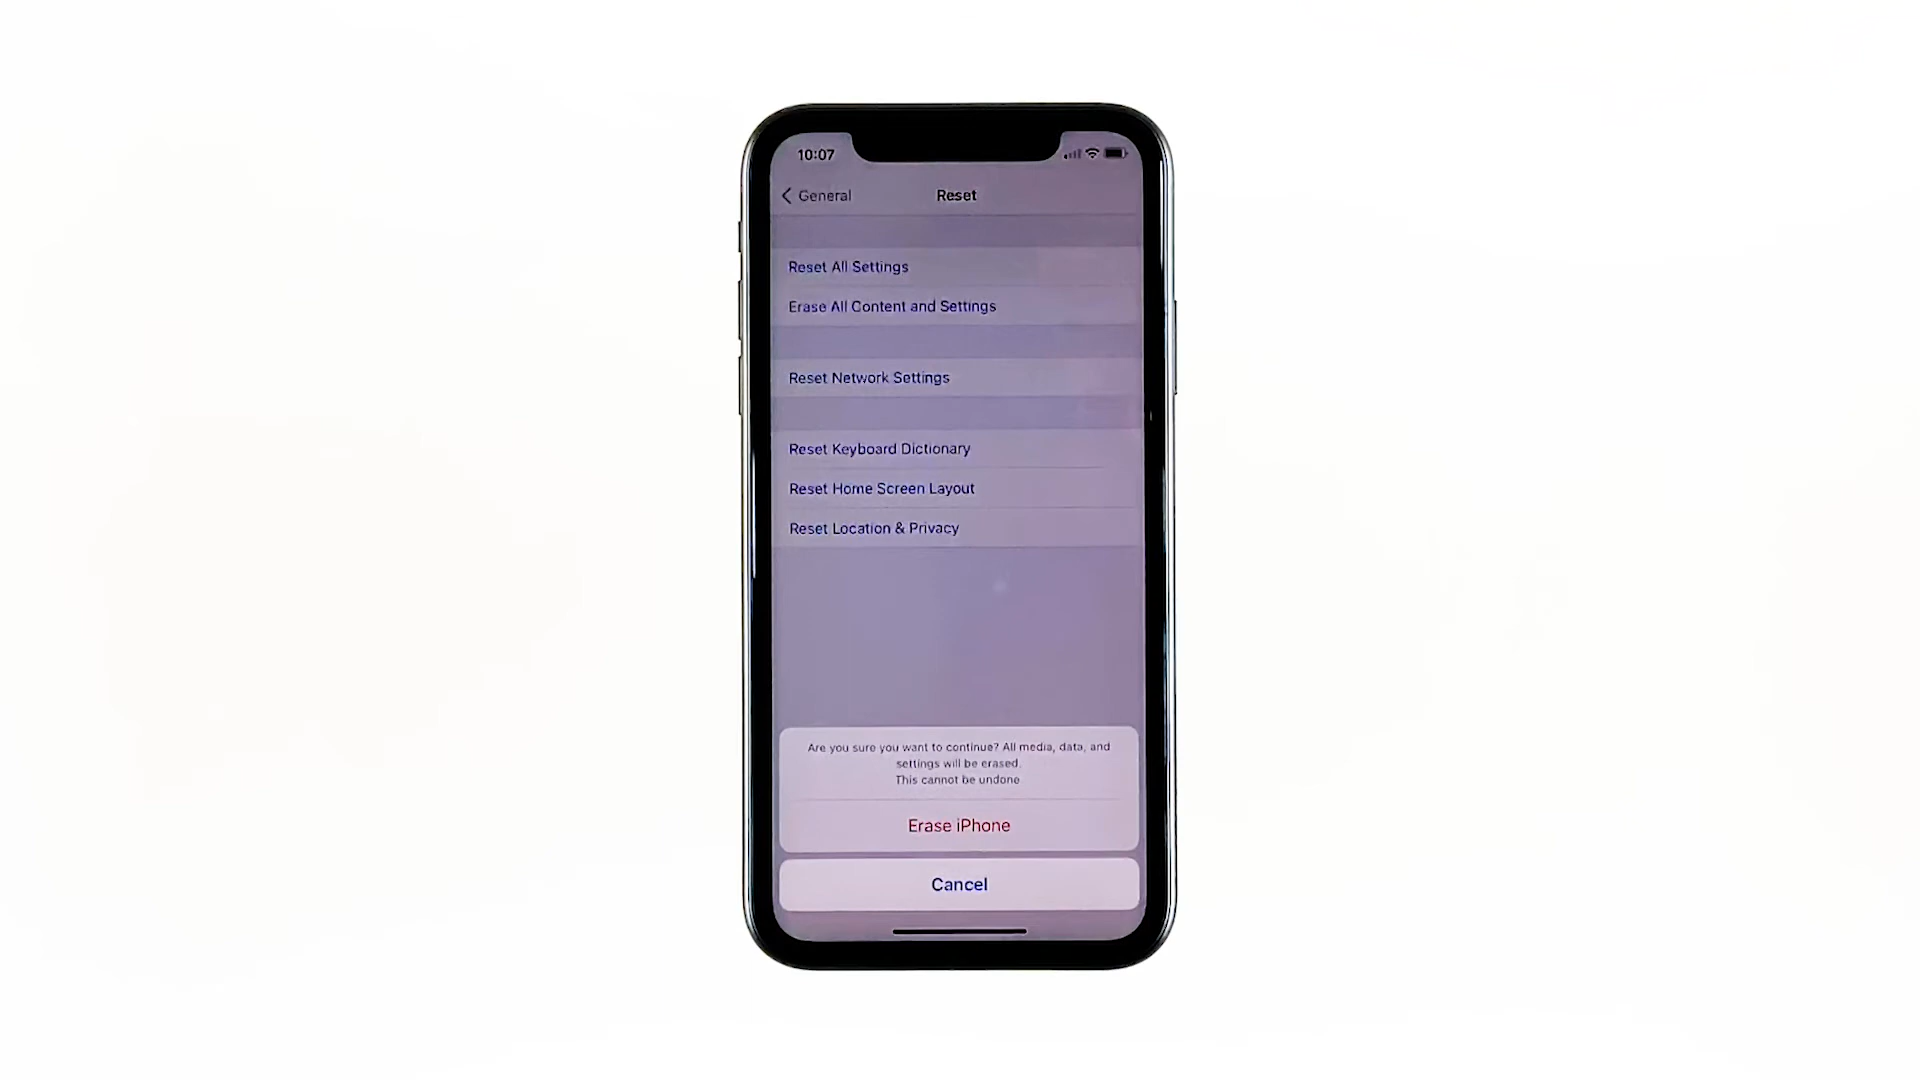 10:07
General
Reset
Reset All Settings
Erase All Content and Settings
Reset Network Settings
Reset Keyboard Dictionary
Reset Home Screen Layout
Reset Location & Privacy
Are you sure you want to continue? All media, data, and
settings will be erased.
This cannot be undone
Erase iPhone
Cancel